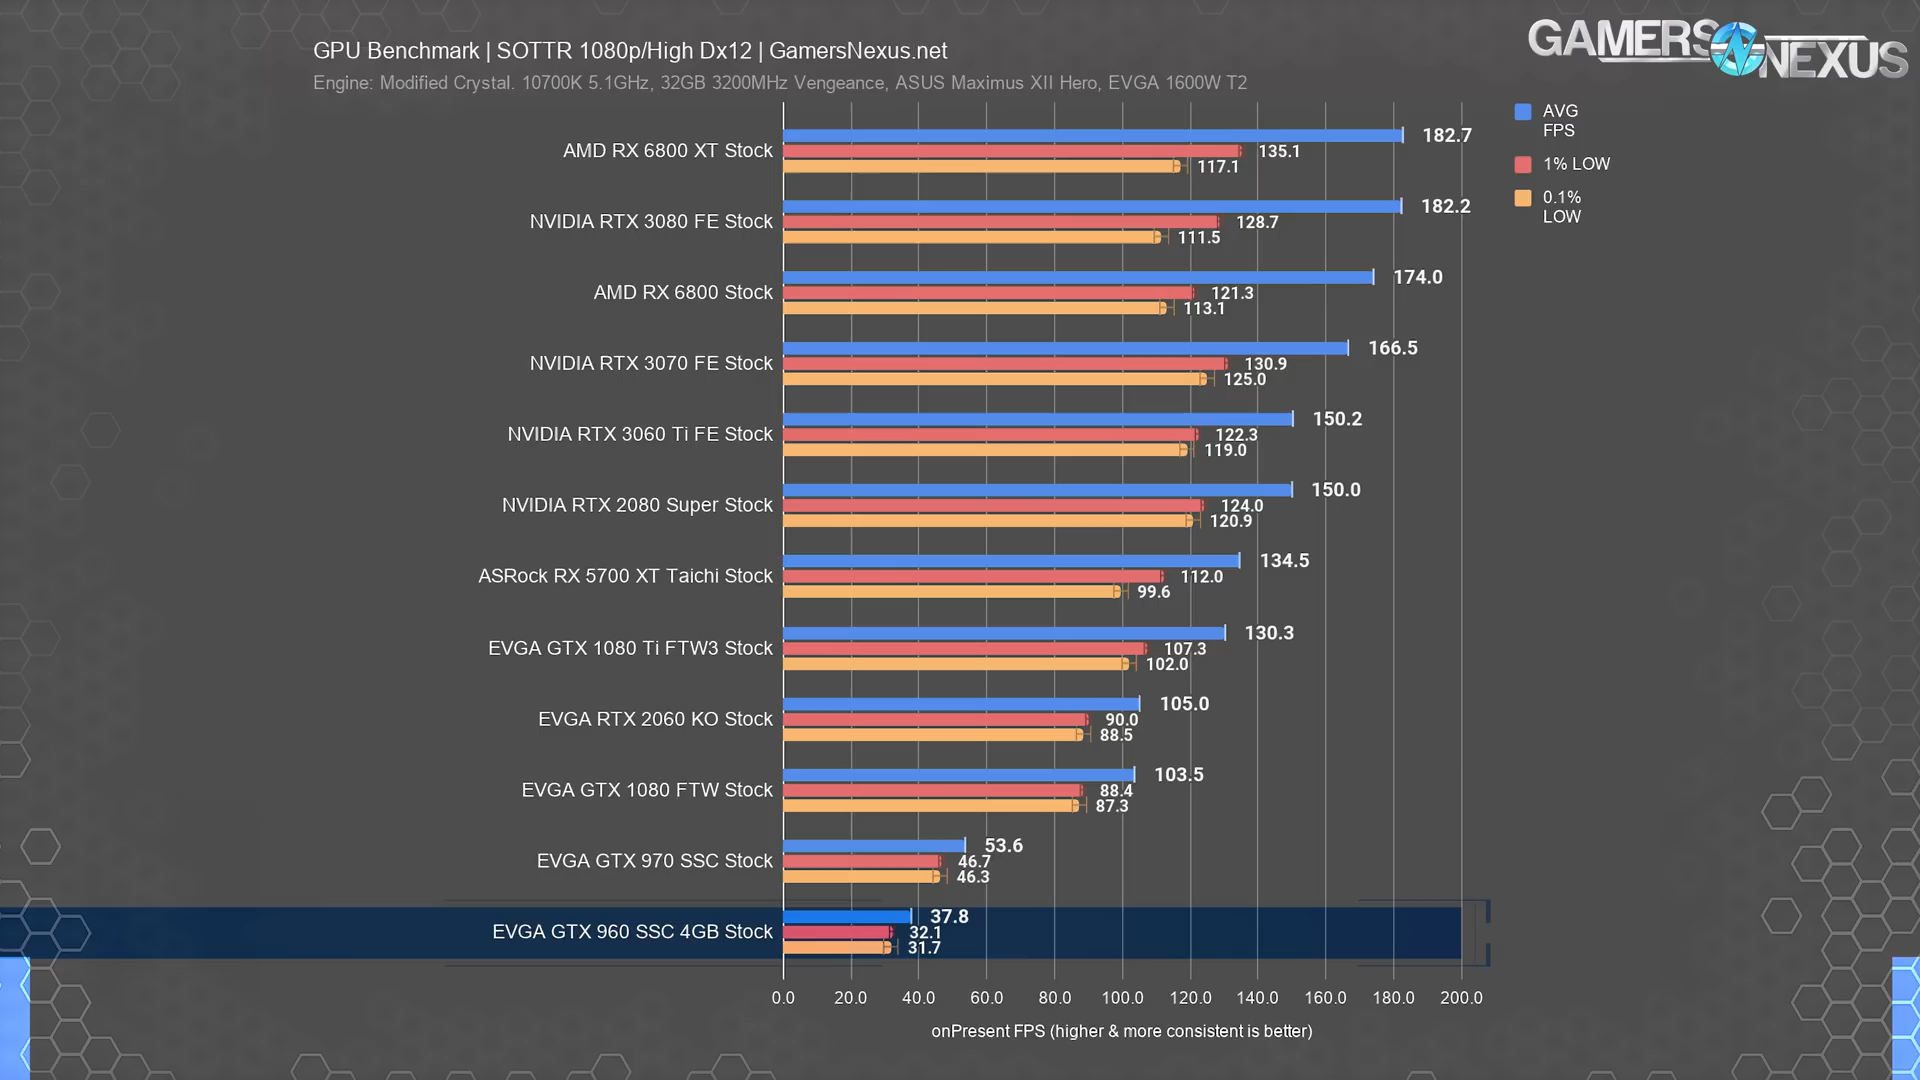 GAMERS NEXUS
GPU Benchmark | SOTTR 1080p/High Dx12 | GamersNexus.net
Engine: Modified Crystal. 10700K 5.1GHz, 32GB 3200MHz Vengeance, ASUS Maximus XII Hero, EVGA 1600W T2
AVG
FPS
1% LOW
0.1%
LOW
AMD RX 6800 XT Stock
182.7
135.1
117.1
NVIDIA RTX 3080 FE Stock
182.2
128.7
111.5
AMD RX 6800 Stock
174.0
121.3
113.1
NVIDIA RTX 3070 FE Stock
166.5
130.9
125.0
NVIDIA RTX 3060 Ti FE Stock
150.2
122.3
119.0
NVIDIA RTX 2080 Super Stock
150.0
124.0
120.9
ASRock RX 5700 XT Taichi Stock
134.5
112.0
99.6
EVGA GTX 1080 Ti FTW3 Stock
130.3
107.3
102.0
EVGA RTX 2060 KO Stock
105.0
90.0
88.5
EVGA GTX 1080 FTW Stock
103.5
88.4
87.3
EVGA GTX 970 SSC Stock
53.6
46.7
46.3
EVGA GTX 960 SSC 4GB Stock
37.8
32.1
31.7
0.0 20.0 40.0 60.0 80.0 100.0 120.0 140.0 160.0 180.0 200.0
onPresent FPS (higher & more consistent is better)